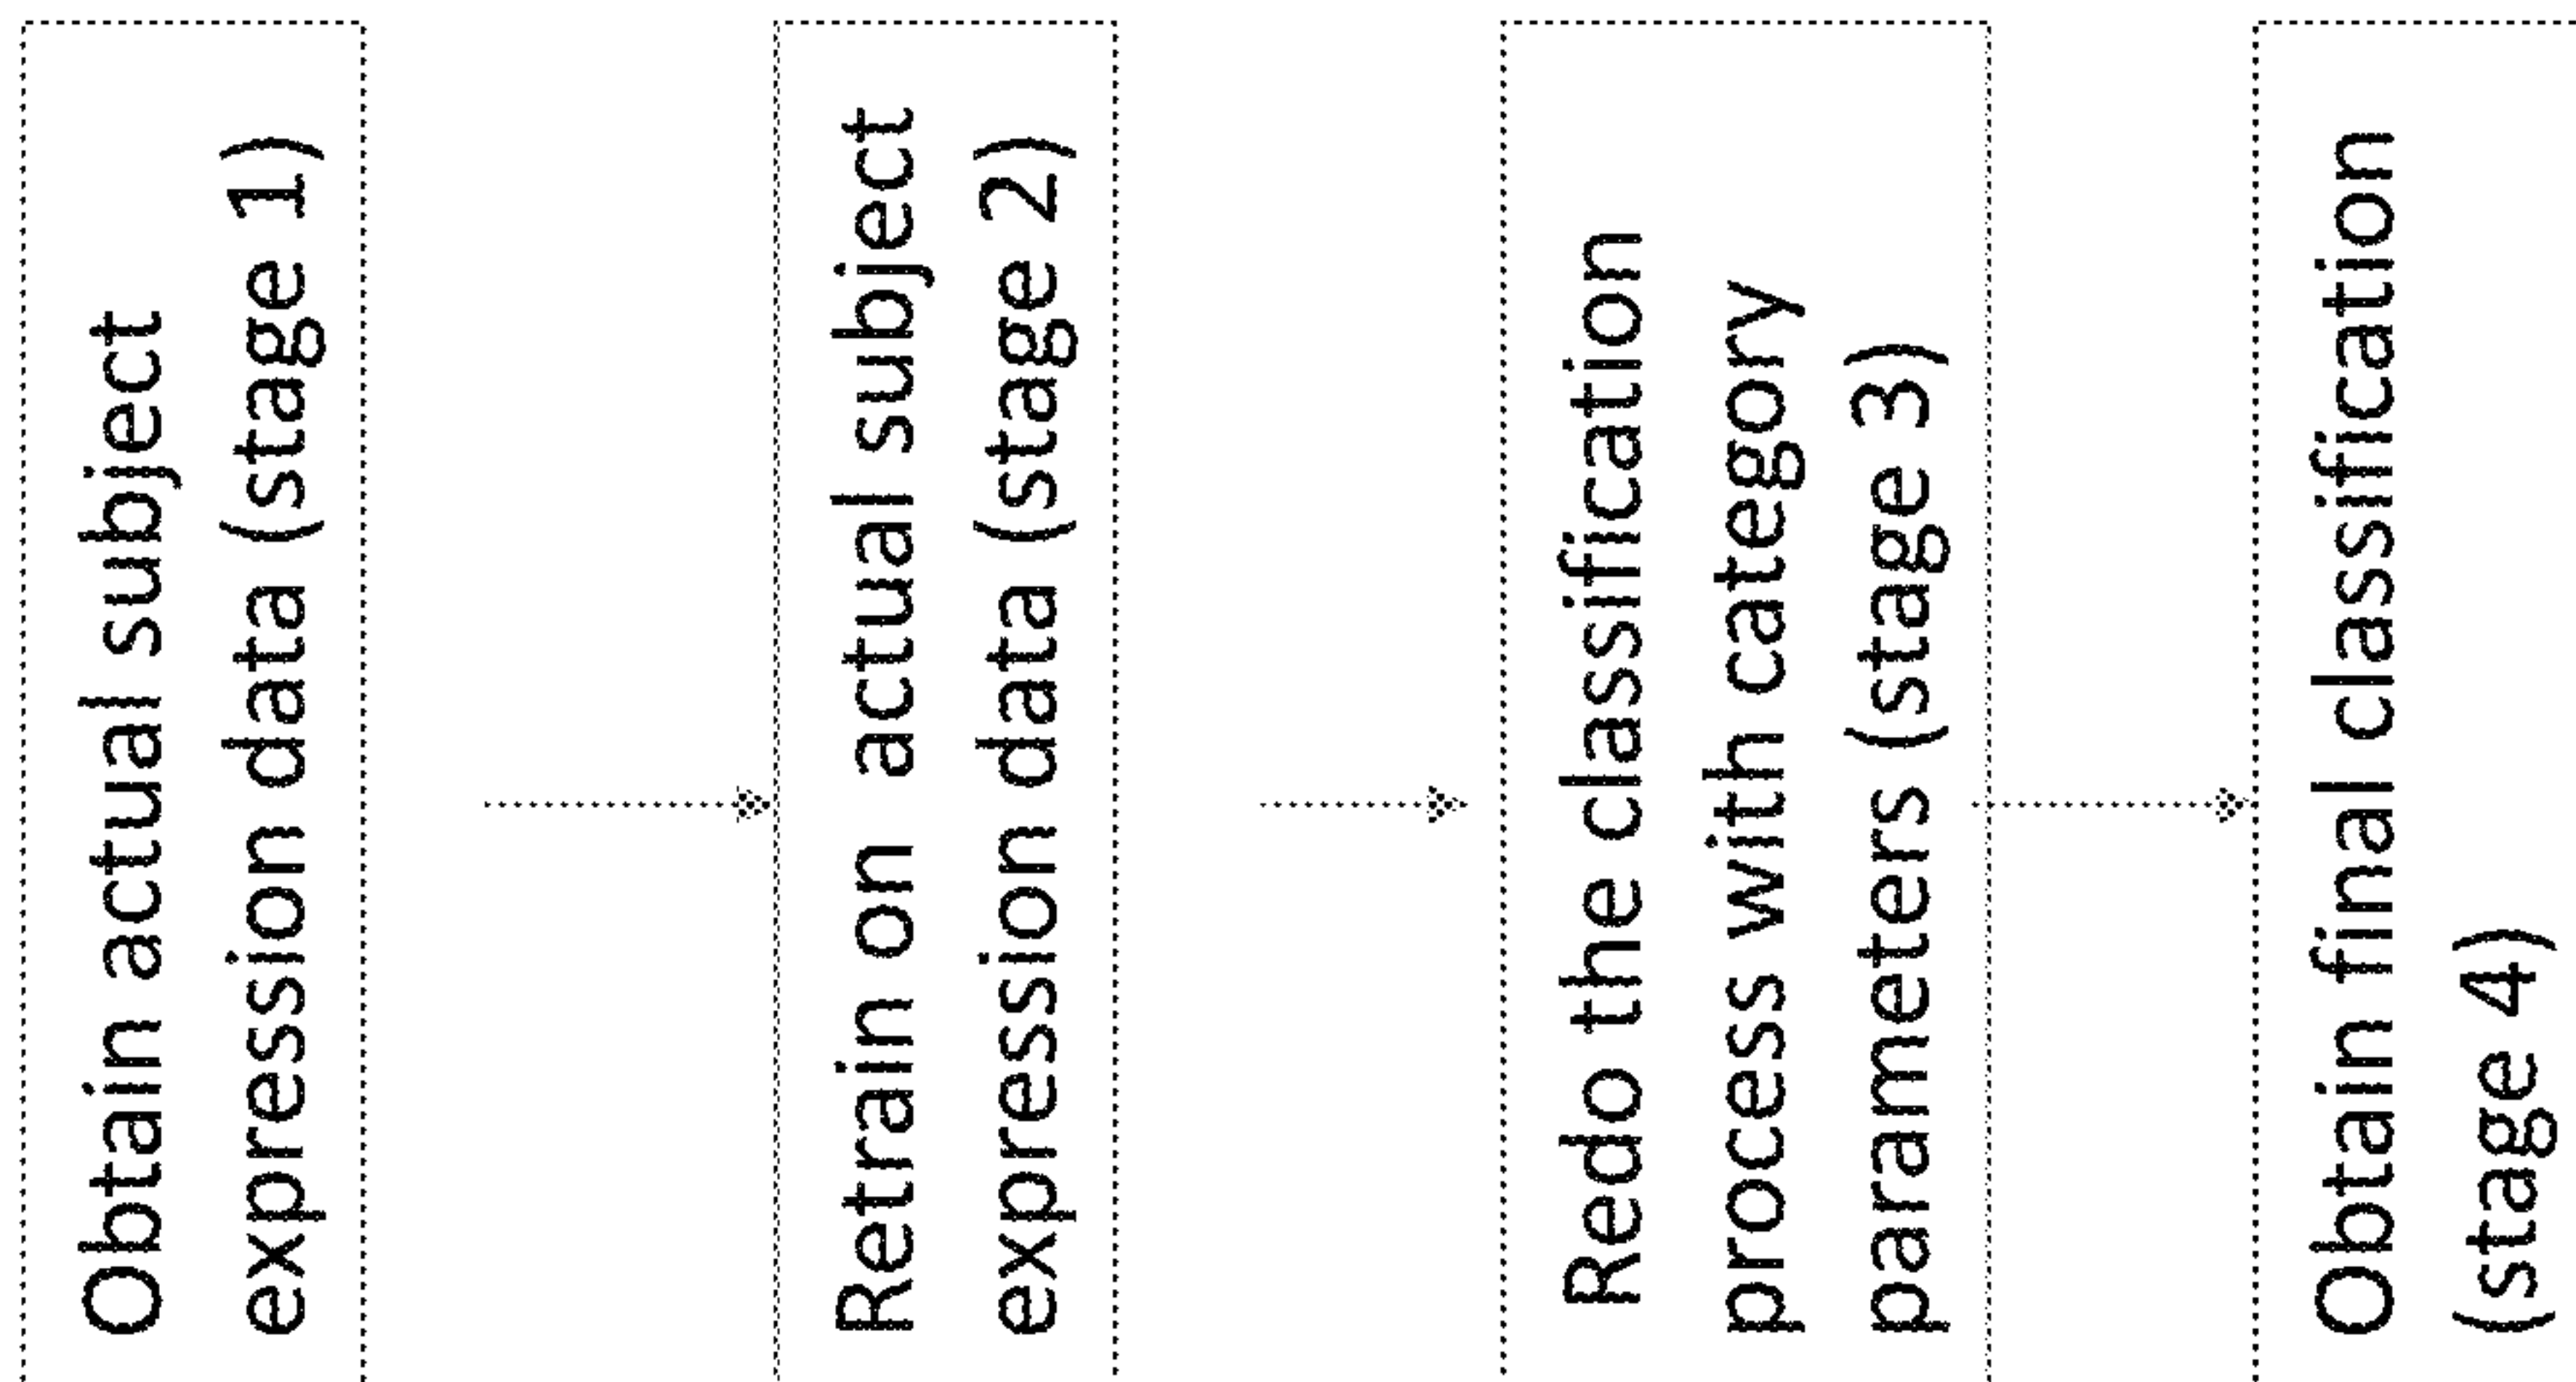 Obtain actual subject
expression data (stage 1)
Retrain on actual subject
expression data (stage 2)
Redo the classification
process with category
parameters (stage 3)
Obtain final classification
(stage 4)